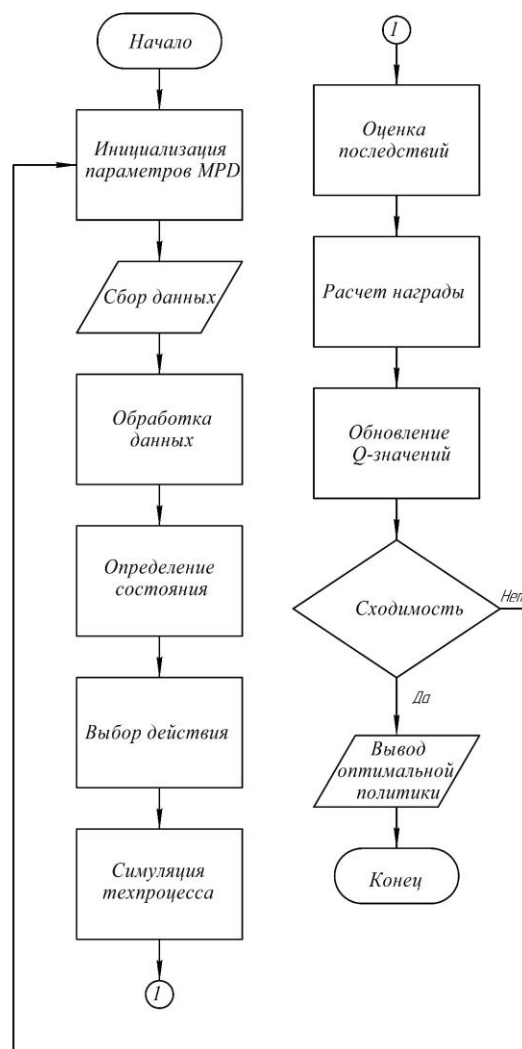 Начало
Инициализация
параметров MPD
Сбор данных
Обработка
данных
Определение
состояния
Выбор действия
Симуляция
техпроцесса
1
1
Оценка
последствий
Расчет награды
Обновление
Q-значений
Сходимость
Нет
Да
Вывод
оптимальной
политики
Конец